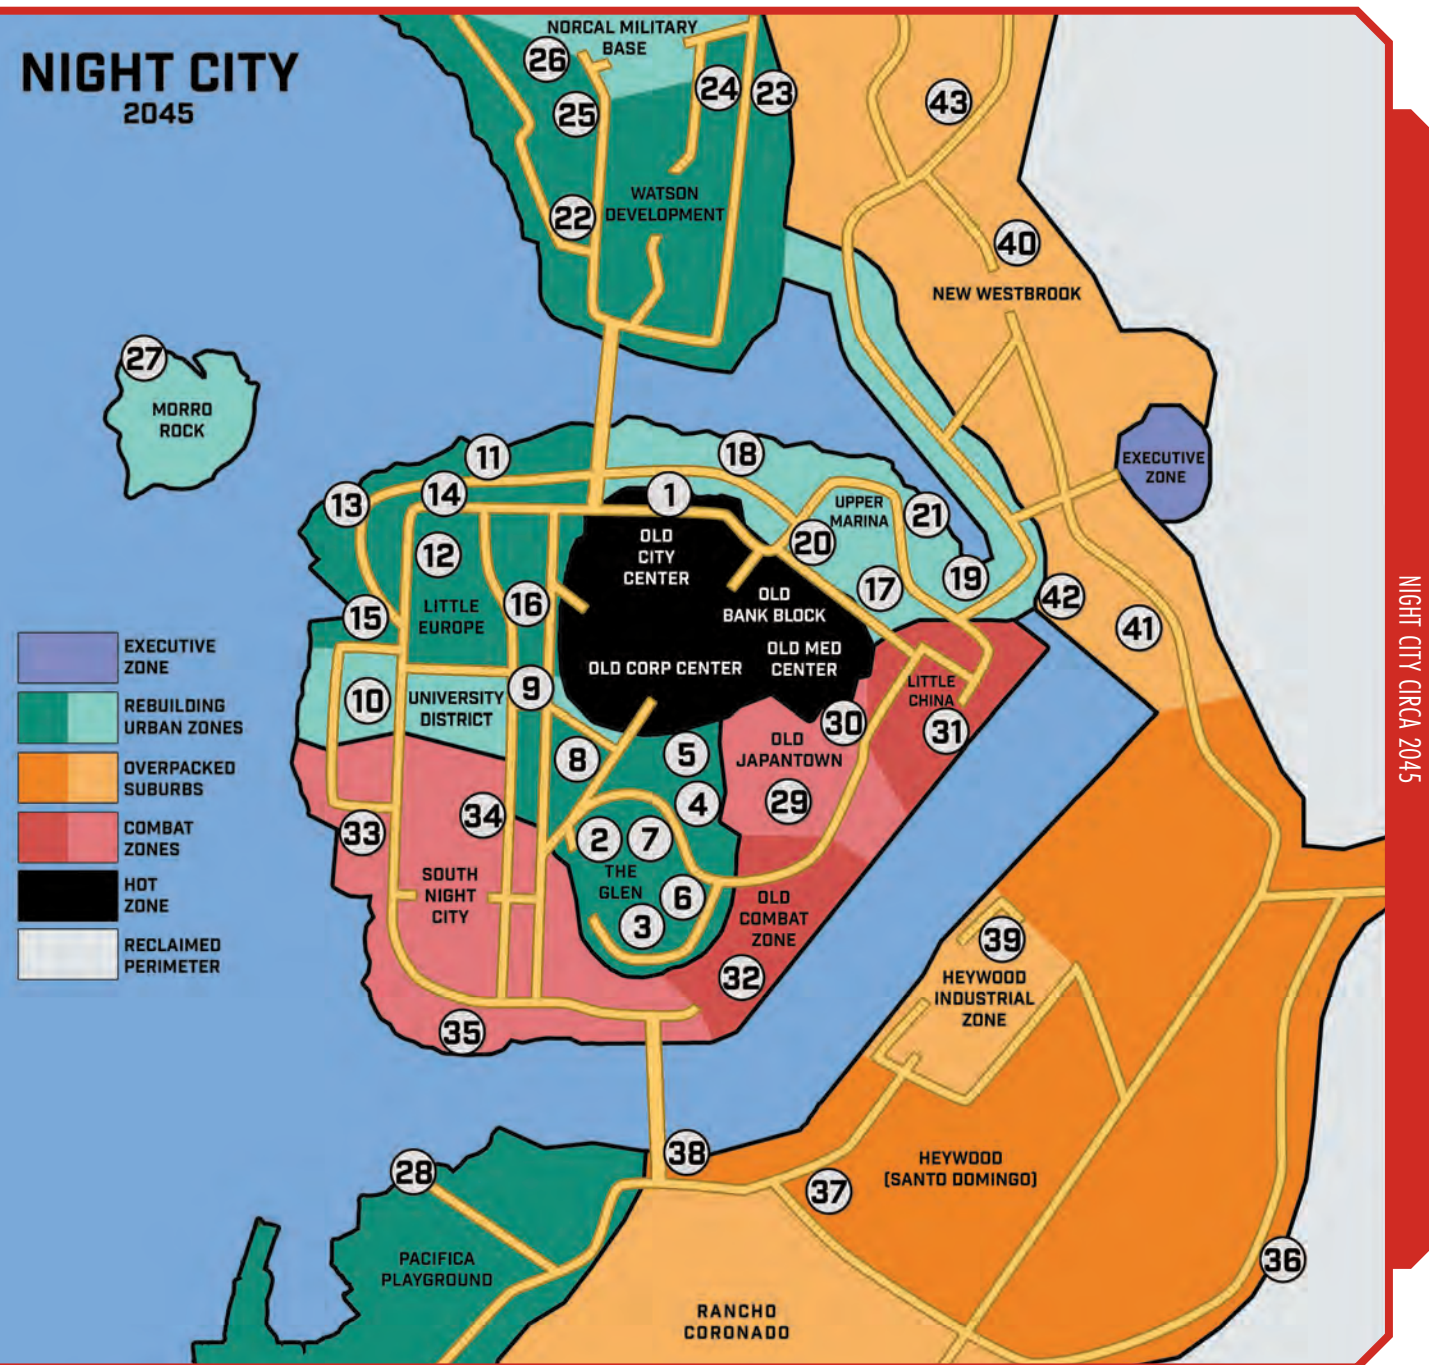 NIGHT CITY
2045
NORCAL MILITARY
BASE
26
25
24
23
43
WATSON
DEVELOPMENT
22
40
NEW WESTBROOK
27
MORRO
ROCK
EXECUTIVE
ZONE
11
18
13
14
1
UPPER
MARINA
21
20
12
OLD
CITY
CENTER
17
19
42
41
15
LITTLE
EUROPE
16
OLD
BANK BLOCK
OLD MED
CENTER
OLD CORP CENTER
10
UNIVERSITY
DISTRICT
9
LITTLE
CHINA
30
31
8
5
OLD
JAPANTOWN
29
4
33
34
2
7
THE
GLEN
6
3
SOUTH
NIGHT
CITY
OLD
COMBAT
ZONE
32
35
39
HEYWOOD
INDUSTRIAL
ZONE
28
38
37
HEYWOOD
(SANTO DOMINGO)
36
PACIFICA
PLAYGROUND
RANCHO
CORONADO
EXECUTIVE
ZONE
REBUILDING
URBAN ZONES
OVERPACKED
SUBURBS
COMBAT
ZONES
HOT
ZONE
RECLAIMED
PERIMETER
NIGHT CITY CIRCA 2045